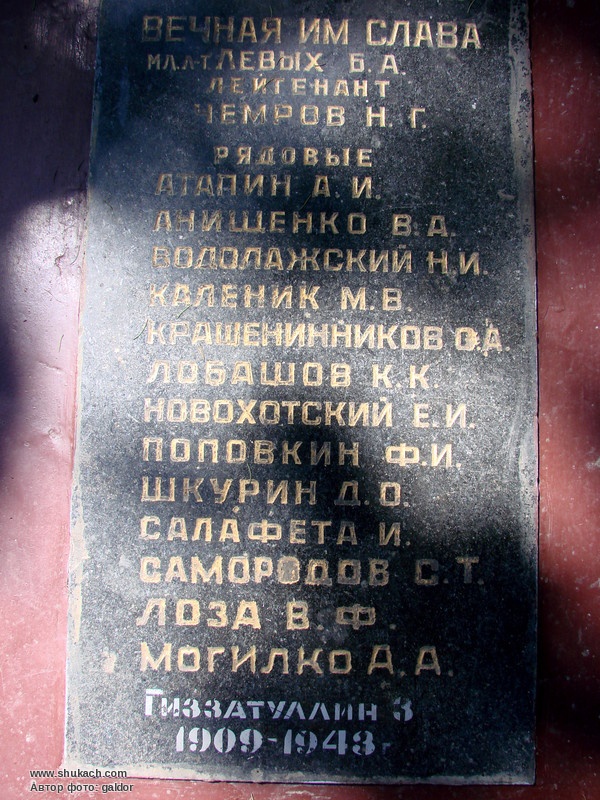 ВЕЧНАЯ ИМ СЛАВА
МЛ.Л-Т ЛЕВЫХ Б.А.
ЛЕЙТЕНАНТ
ЧЕМРОВ Н.Г.
РЯДОВЫЕ
АТАПИН А.И.
АНИЩЕНКО В.А.
ВОДОЛАЖСКИЙ Н.И.
КАЛЕНИК М.В.
КРАШЕНИННИКОВ О.А.
ЛОБАШОВ К.К.
НОВОХОТСКИЙ Е.И.
ПОПОВКИН Ф.И.
ШКУРИН Д.О.
САЛАФЕТА И.
САМОРОДОВ С.Т.
ЛОЗА В.Ф.
МОГИЛКО А.А.
ГИЗЗАТУЛЛИН З
1909-1943 г
www.shukach.com
Автор фото: galdor